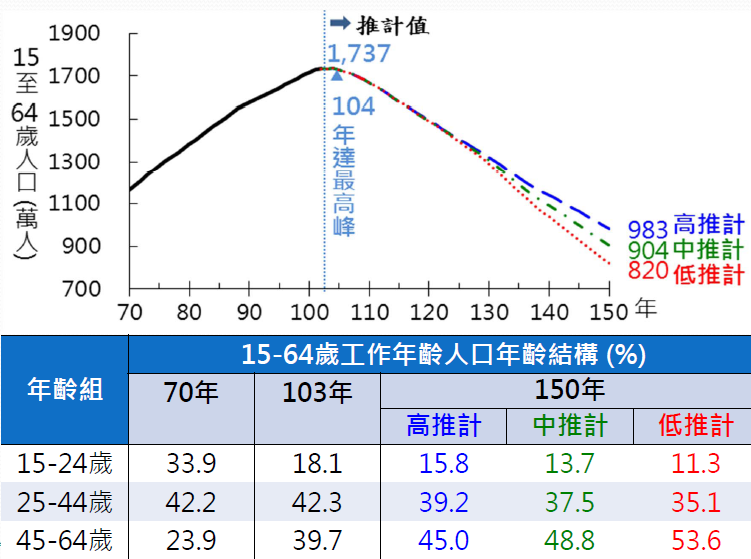 推計值
1,737
104
年達最高峰
15至64歲人口(萬人)
1900
1700
1500
1300
1100
900
700
983 高推計
904 中推計
820 低推計
70 80 90 100 110 120 130 140 150 年
年齡組
15-64歲工作年齡人口年齡結構 (%)
70年 103年 150年
高推計 中推計 低推計
15-24歲 33.9 18.1 15.8 13.7 11.3
25-44歲 42.2 42.3 39.2 37.5 35.1
45-64歲 23.9 39.7 45.0 48.8 53.6